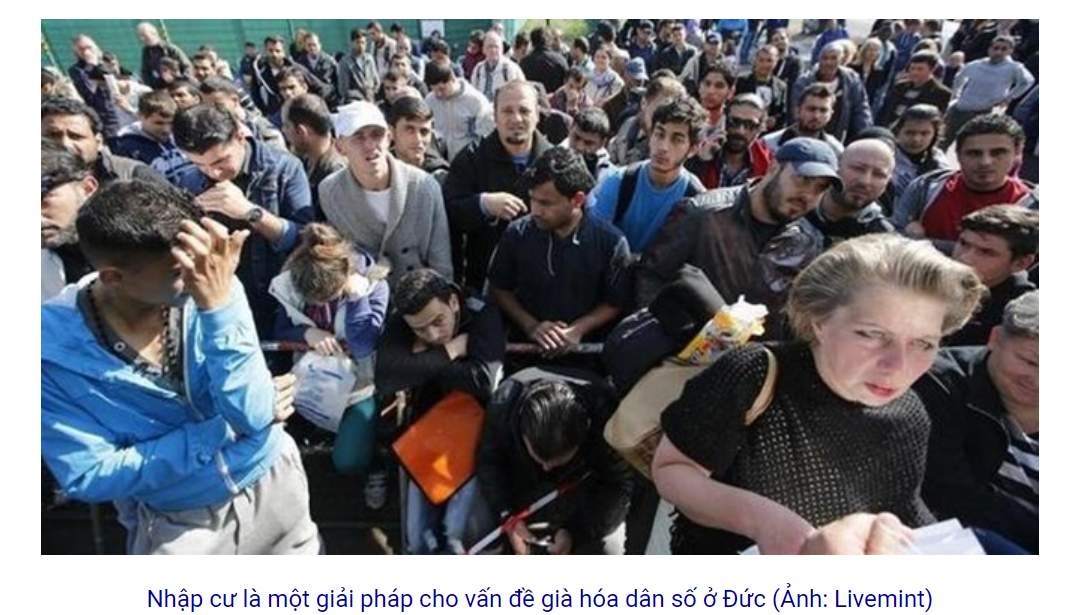 Nhập cư là một giải pháp cho vấn đề già hóa dân số ở Đức (Ảnh: Livemint)